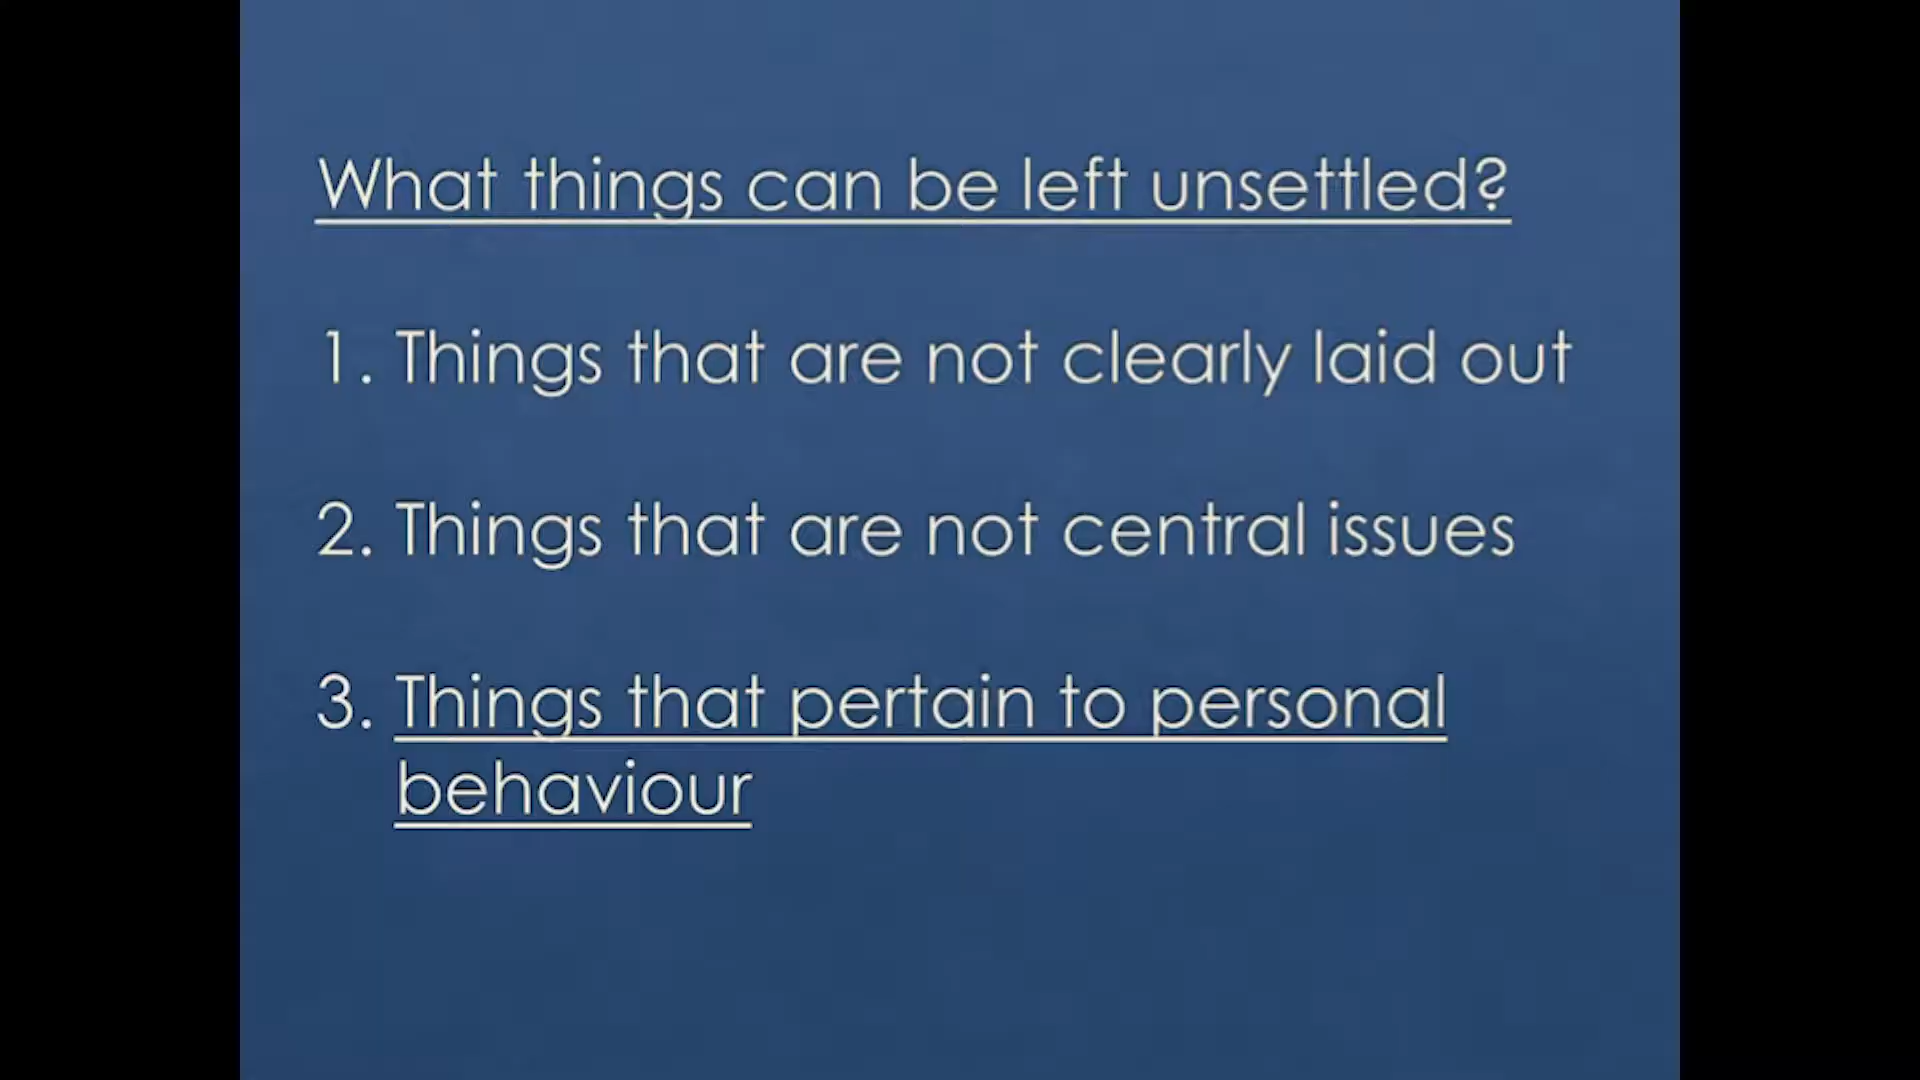 What things can be left unsettled?
1. Things that are not clearly laid out
2. Things that are not central issues
3. Things that pertain to personal
behaviour